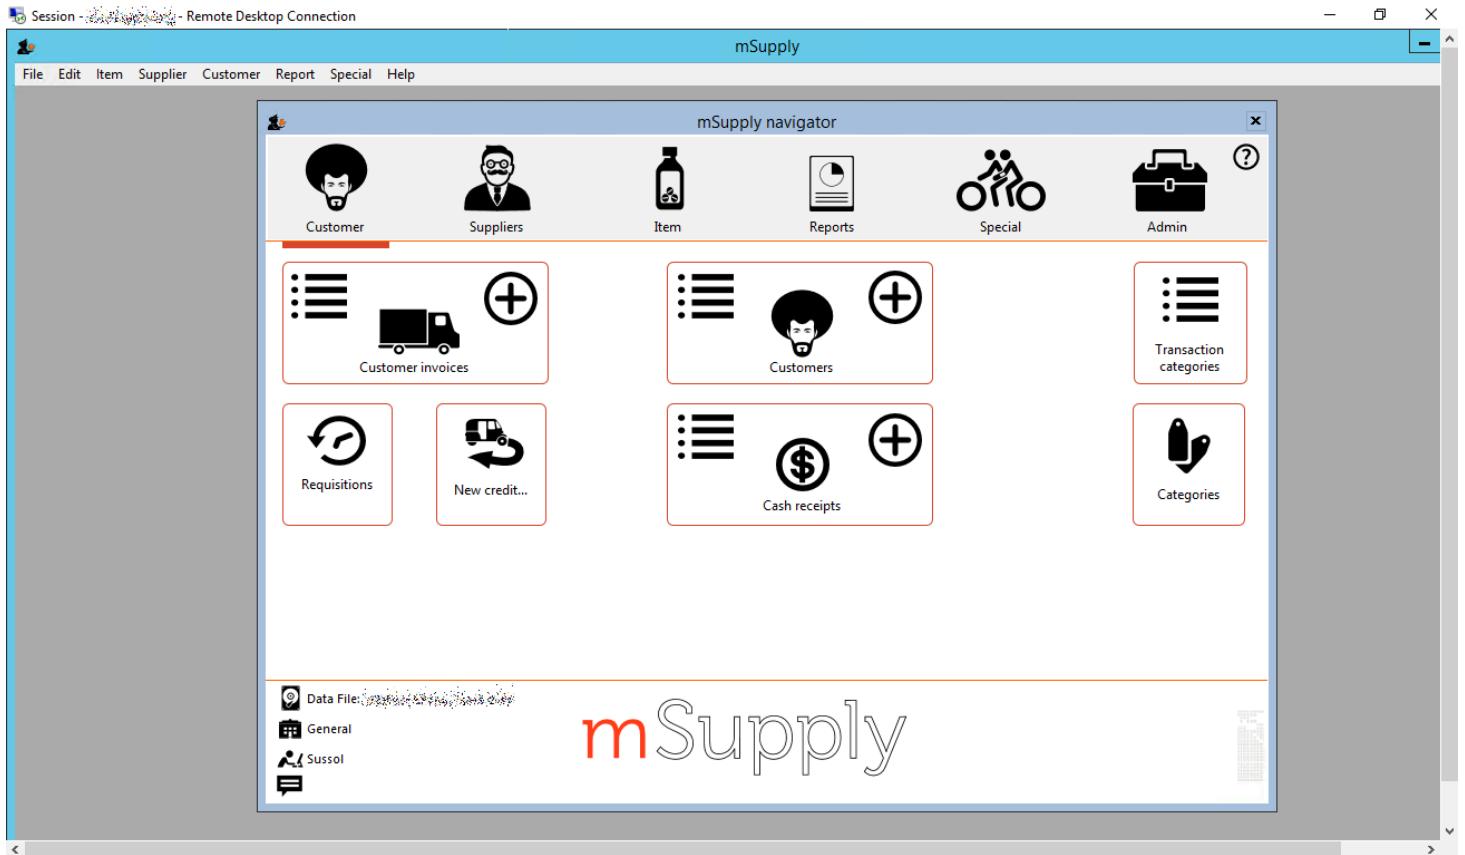 Session - - Remote Desktop Connection
mSupply
File Edit Item Supplier Customer Report Special Help
mSupply navigator
Customer Suppliers Item Reports Special Admin
Customer invoices
Customers
Transaction
categories
Requisitions
New credit...
Cash receipts
Categories
Data File:
General
Sussol
mSupply